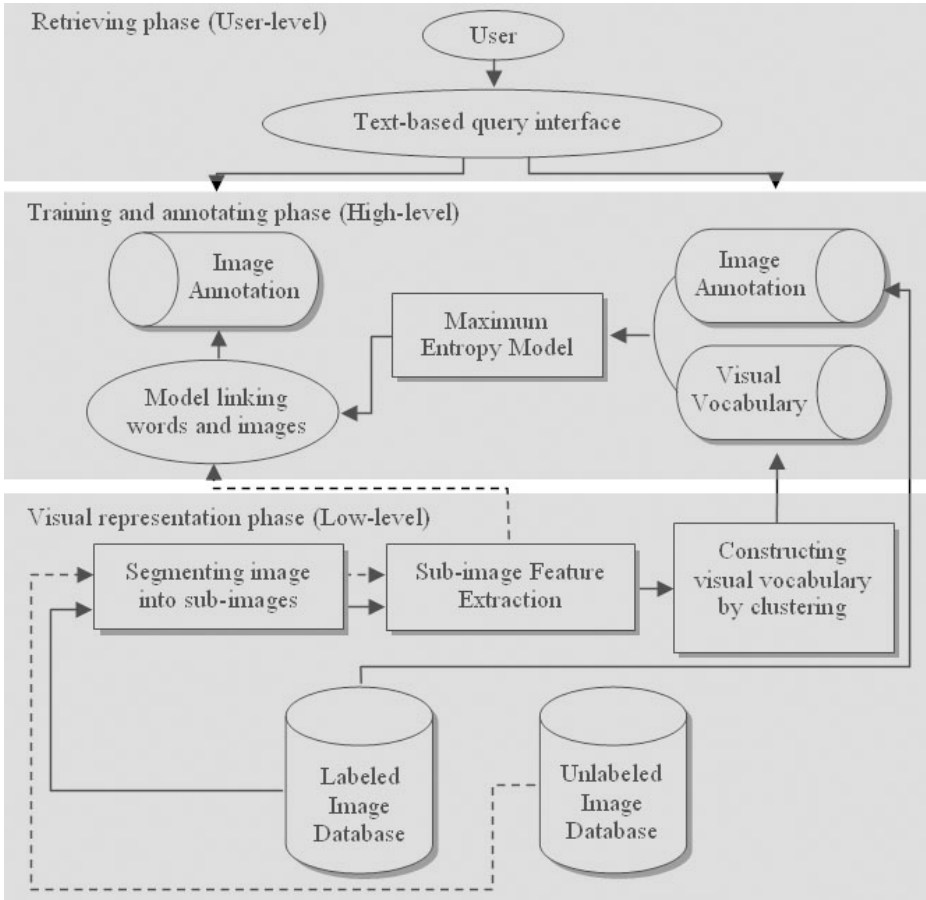 Retrieving phase (User-level)
User
Text-based query interface
Training and annotating phase (High-level)
Image
Annotation
Image
Annotation
Maximum
Entropy Model
Visual
Vocabulary
Model linking
words and images
Visual representation phase (Low-level)
Segmenting image
into sub-images
Sub-image Feature
Extraction
Constructing
visual vocabulary
by clustering
Labeled
Image
Database
Unlabeled
Image
Database